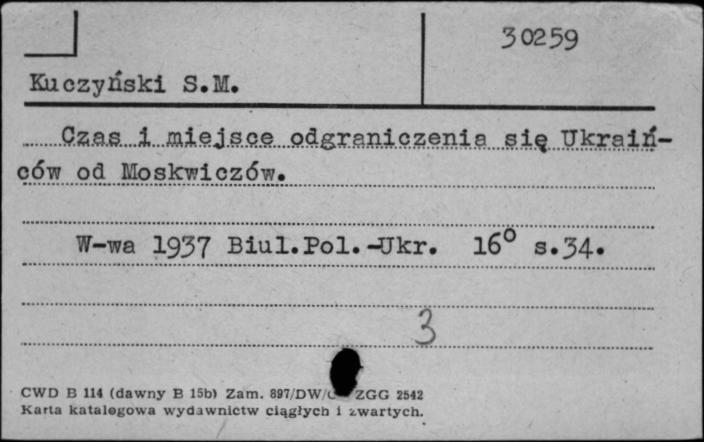 30259
Kuczyński S.M.
Czas i miejsce odgraniczenia się Ukraiń-
ców od Moskwiczów.
W-wa 1937 Biul.Pol.-Ukr. 16° s.34.
3
CWD B 114 (dawny B 15b) Zam. 897/DW/ ZGG 2542
Karta katalogowa wydawnictw ciągłych i zwartych.